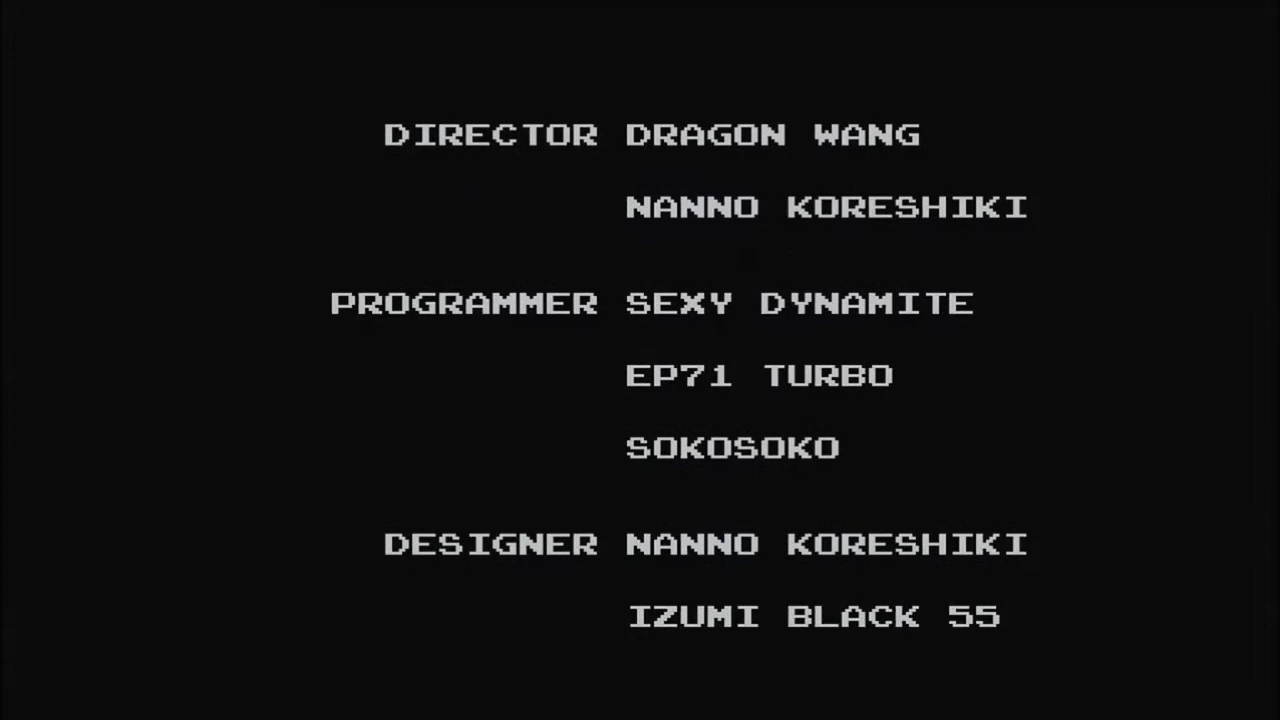 DIRECTOR DRAGON WANG
NANNO KORESHIKI
PROGRAMMER SEXY DYNAMITE
EP71 TURBO
SOKOSOKO
DESIGNER NANNO KORESHIKI
IZUMI BLACK 55